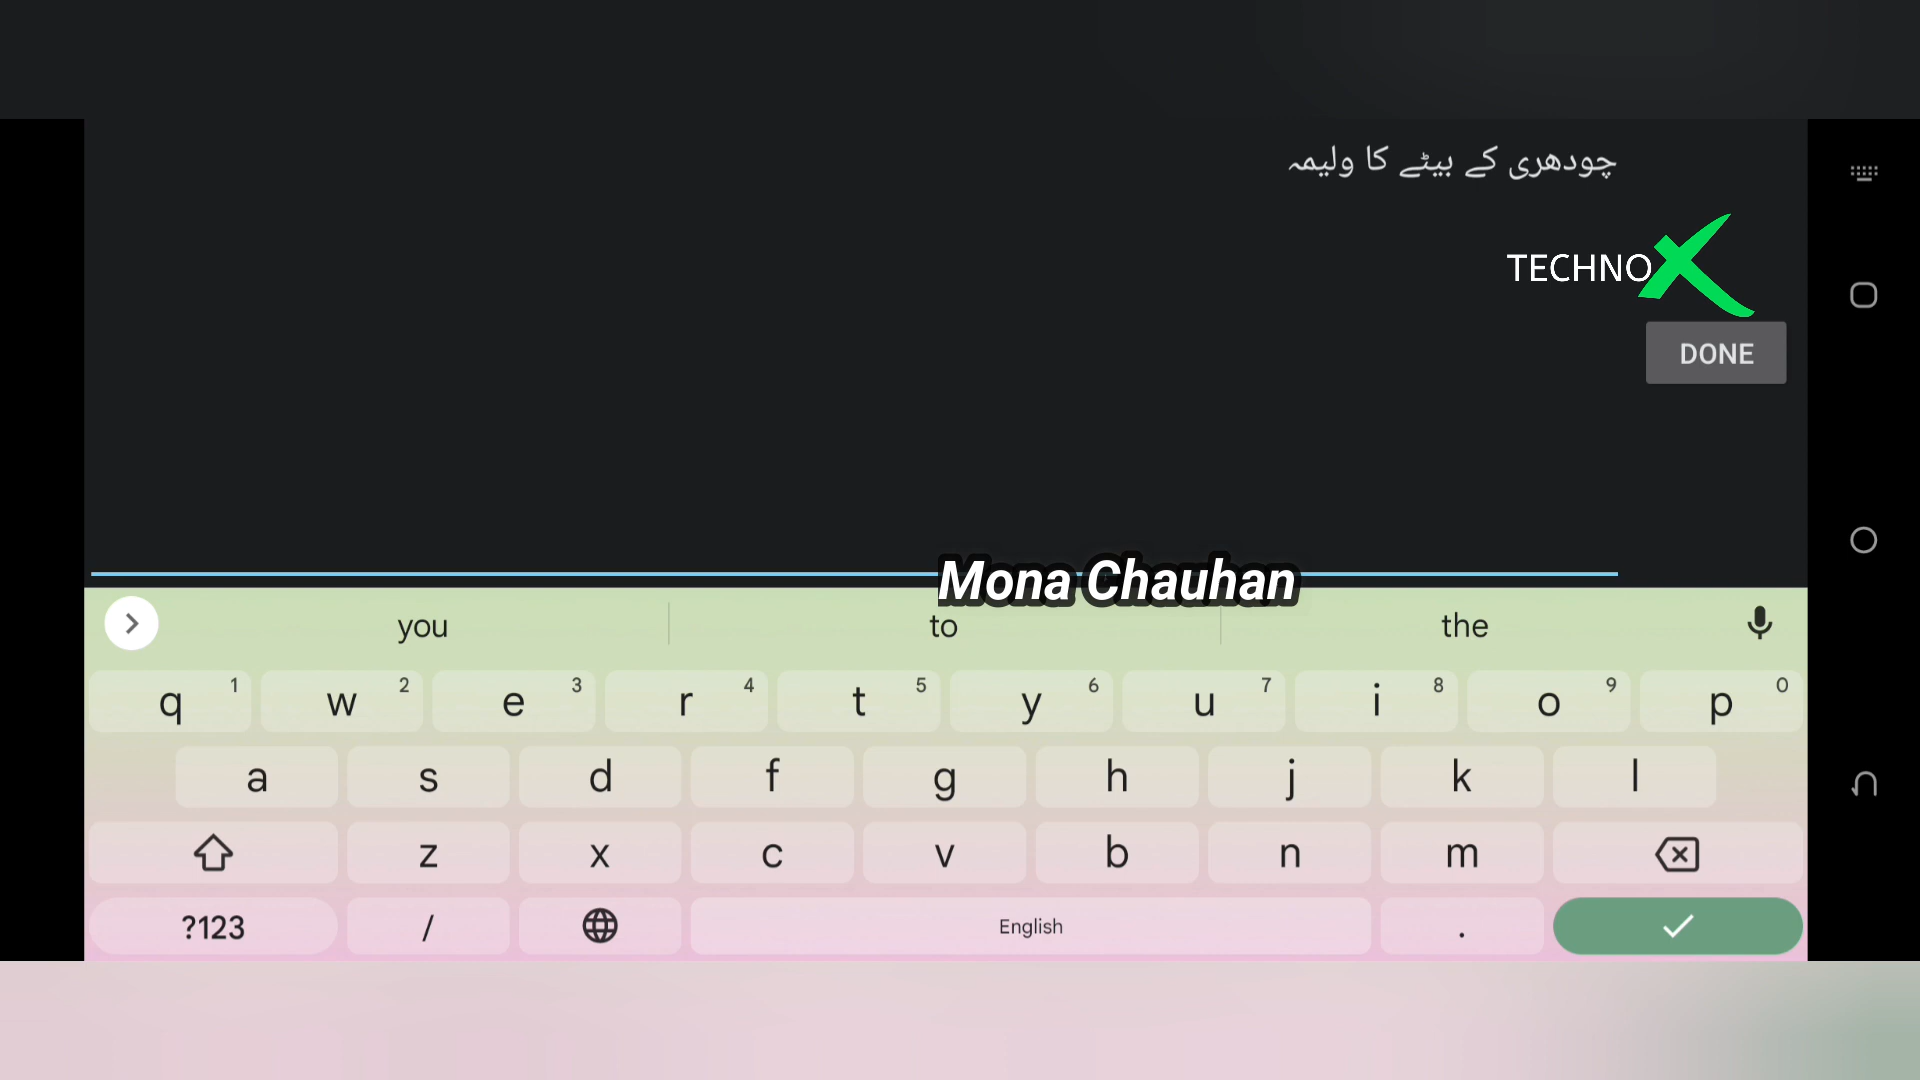 چودھری کے بیٹے کا ولیمہ
TECHNOX
DONE
Mona Chauhan
you to the
q 1 w 2 e 3 r 4 t 5 y 6 u 7 i 8 o 9 p 0
a s d f g h j k l
z x c v b n m
?123 / English .